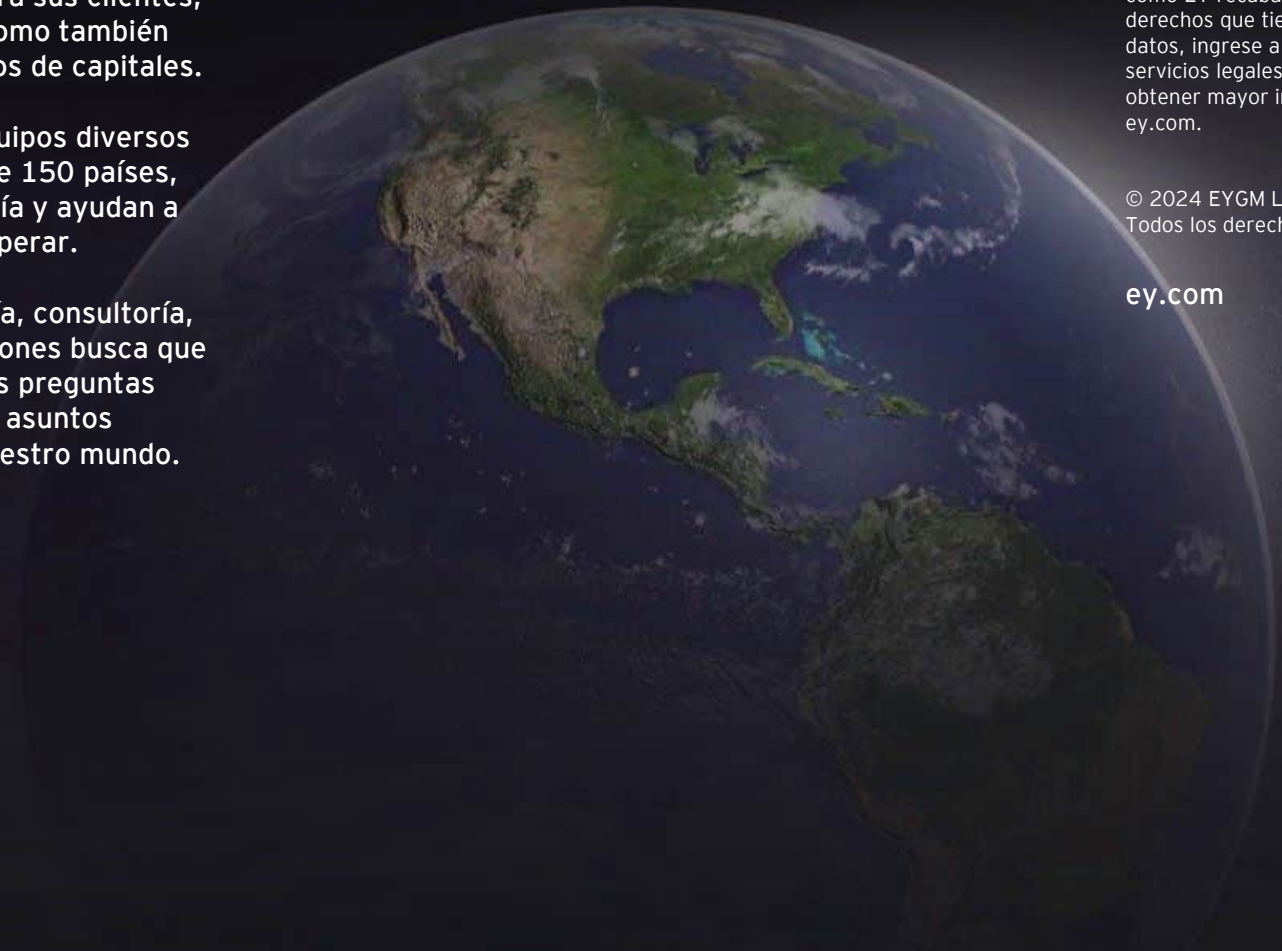 sus clientes,
omo también
os de capitales.
uipos diversos
e 150 países,
ía y ayudan a
perar.
ía, consultoría,
ones busca que
s preguntas
asuntos
estro mundo.
derechos que tie
datos, ingrese a
servicios legales
obtener mayor i
ey.com.
© 2024 EYGM L
Todos los derech
ey.com